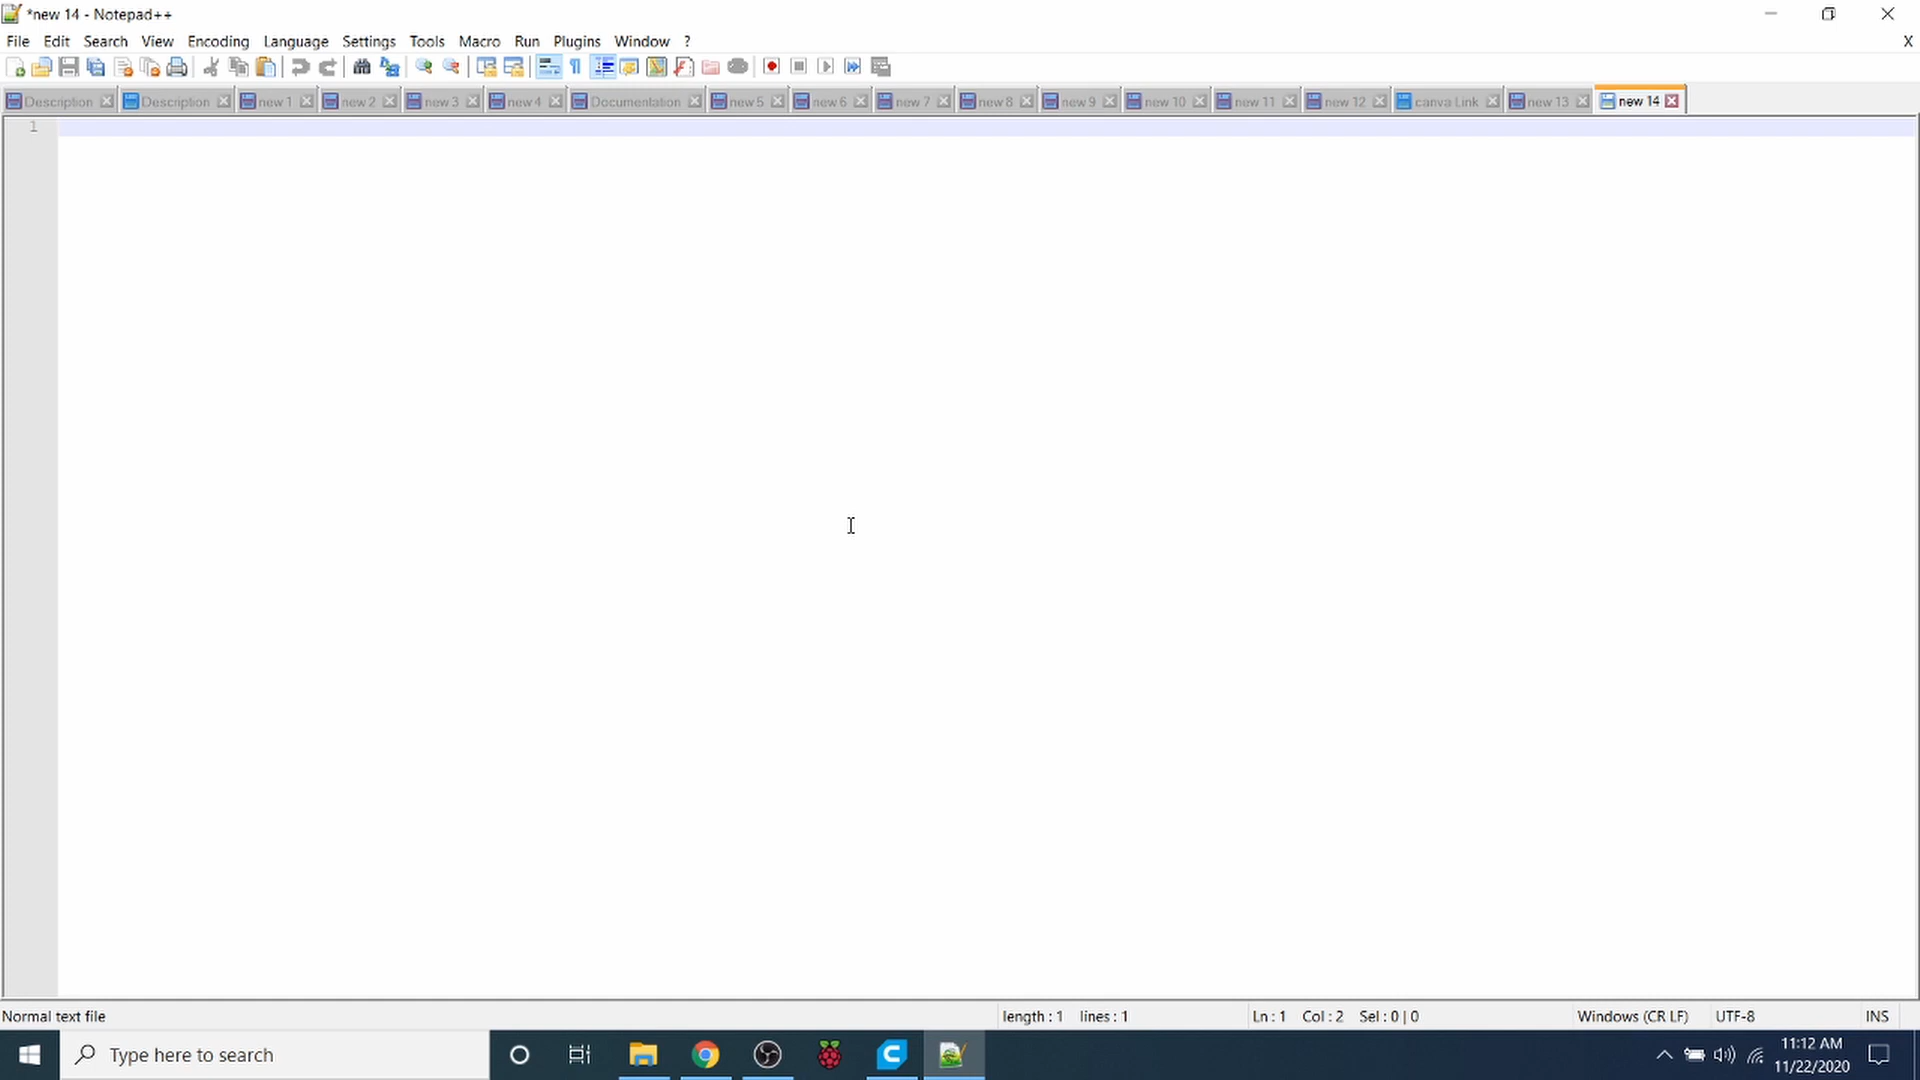 *new 14 - Notepad++
File Edit Search View Encoding Language Settings Tools Macro Run Plugins Window ? X
Description Description new 1 new 2 new 3 new 4 Documentation new 5 new 6 new 7 new 8 new 9 new 10 new 11 new 12 canva Link new 13 new 14
1
Normal text file length : 1 lines : 1 Ln : 1 Col : 2 Sel : 0 | 0 Windows (CR LF) UTF-8 INS
Type here to search
11:12 AM
11/22/2020